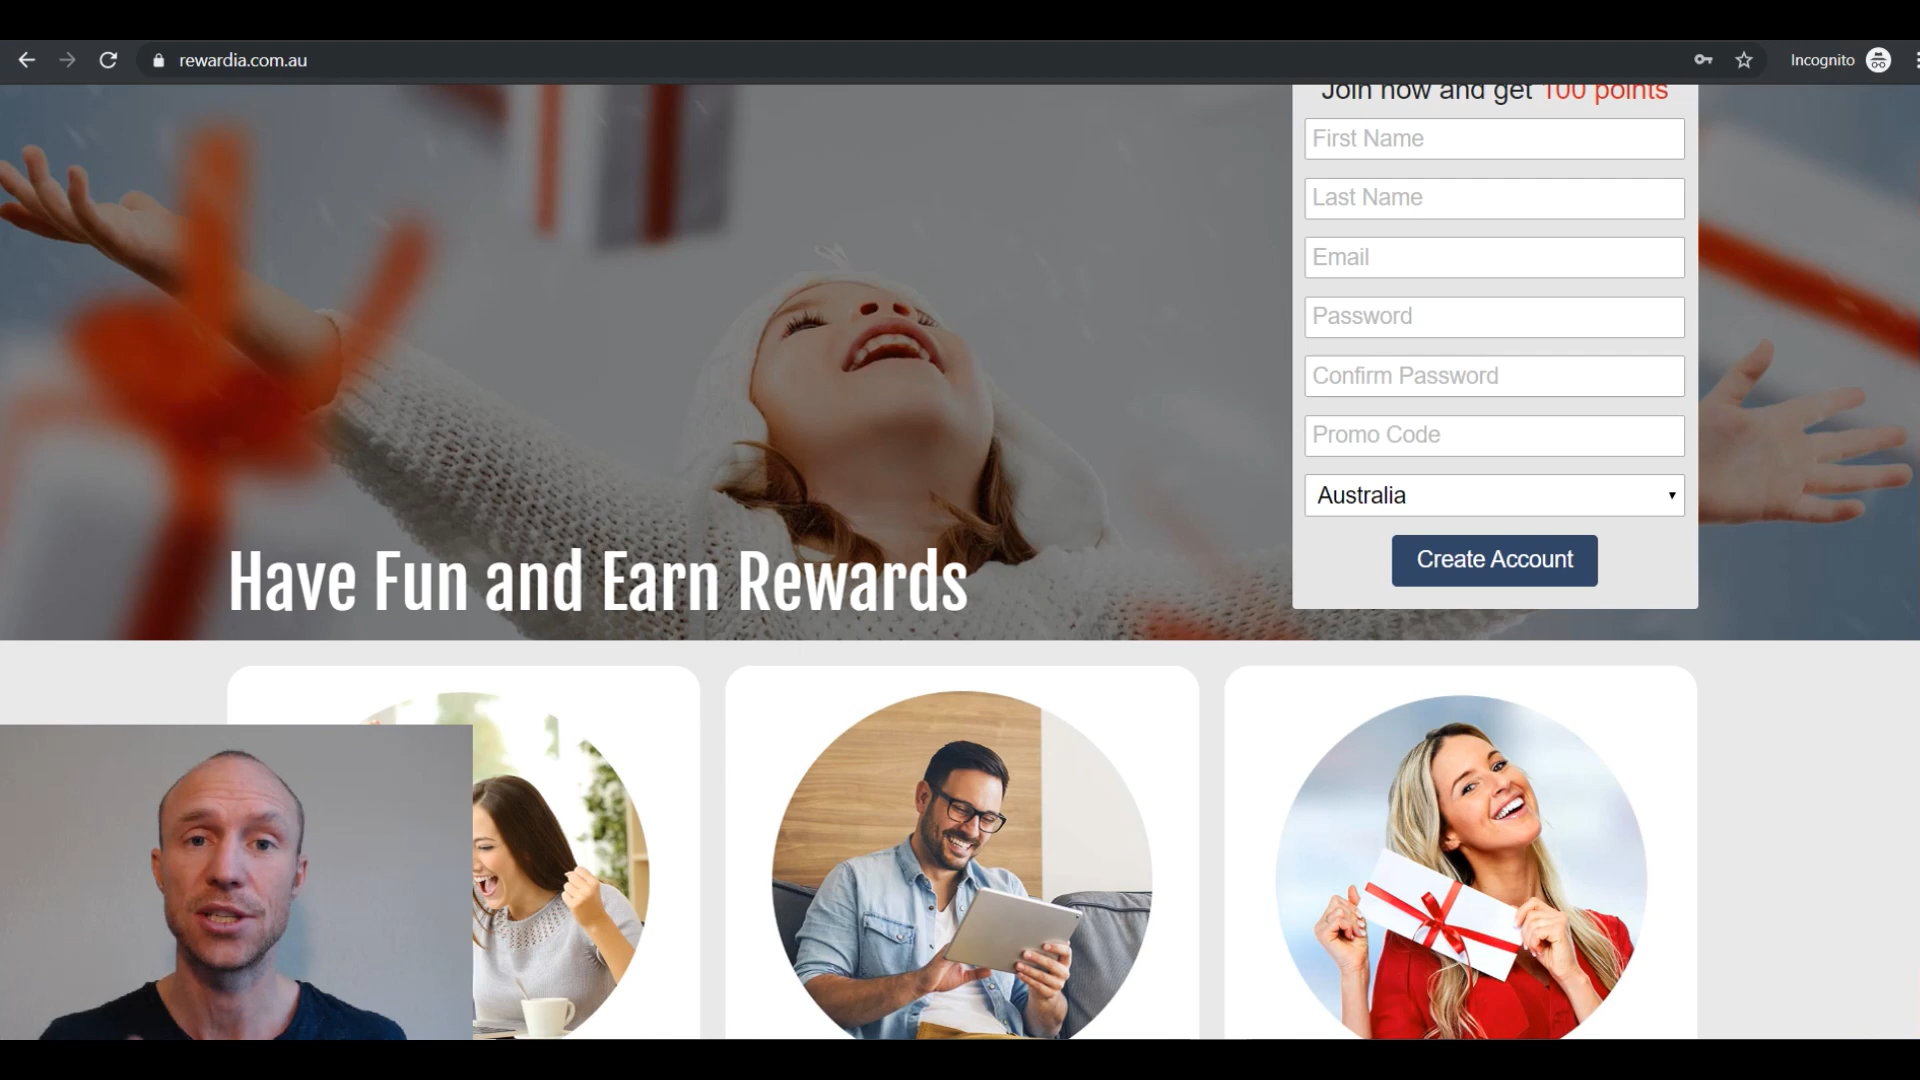 rewardia.com.au
Incognito
Join now and get 100 points
First Name
Last Name
Email
Password
Confirm Password
Promo Code
Australia
Create Account
Have Fun and Earn Rewards